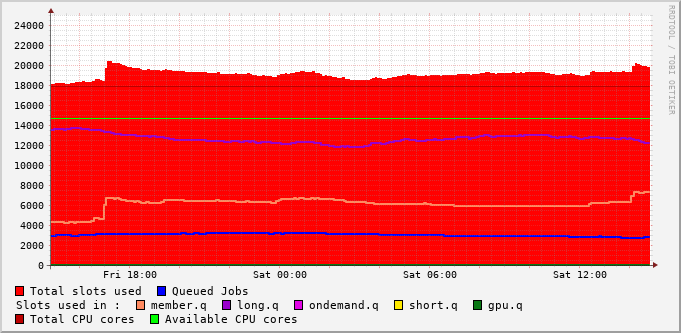 24000
22000
20000
18000
16000
14000
12000
10000
8000
6000
4000
2000
0
Fri 18:00 Sat 00:00 Sat 06:00 Sat 12:00
RRDTOOL / TOBI OETIKER
Total slots used Queued Jobs
Slots used in : member.q long.q ondemand.q short.q gpu.q
Total CPU cores Available CPU cores